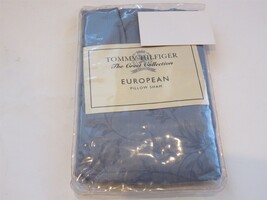 TOMMY HILFIGER
The Crest Collection
EUROPEAN
PILLOW SHAM